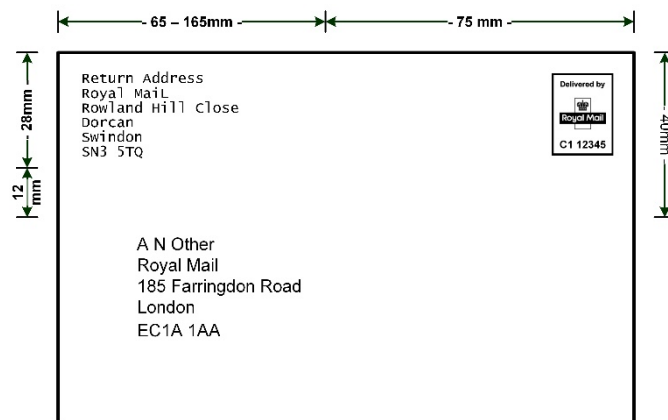 65 – 165mm
75 mm
28mm
12 mm
40mm
Return Address
Royal MaiL
Rowland Hill Close
Dorcan
Swindon
SN3 5TQ
Delivered by
Royal Mail
C1 12345
A N Other
Royal Mail
185 Farringdon Road
London
EC1A 1AA